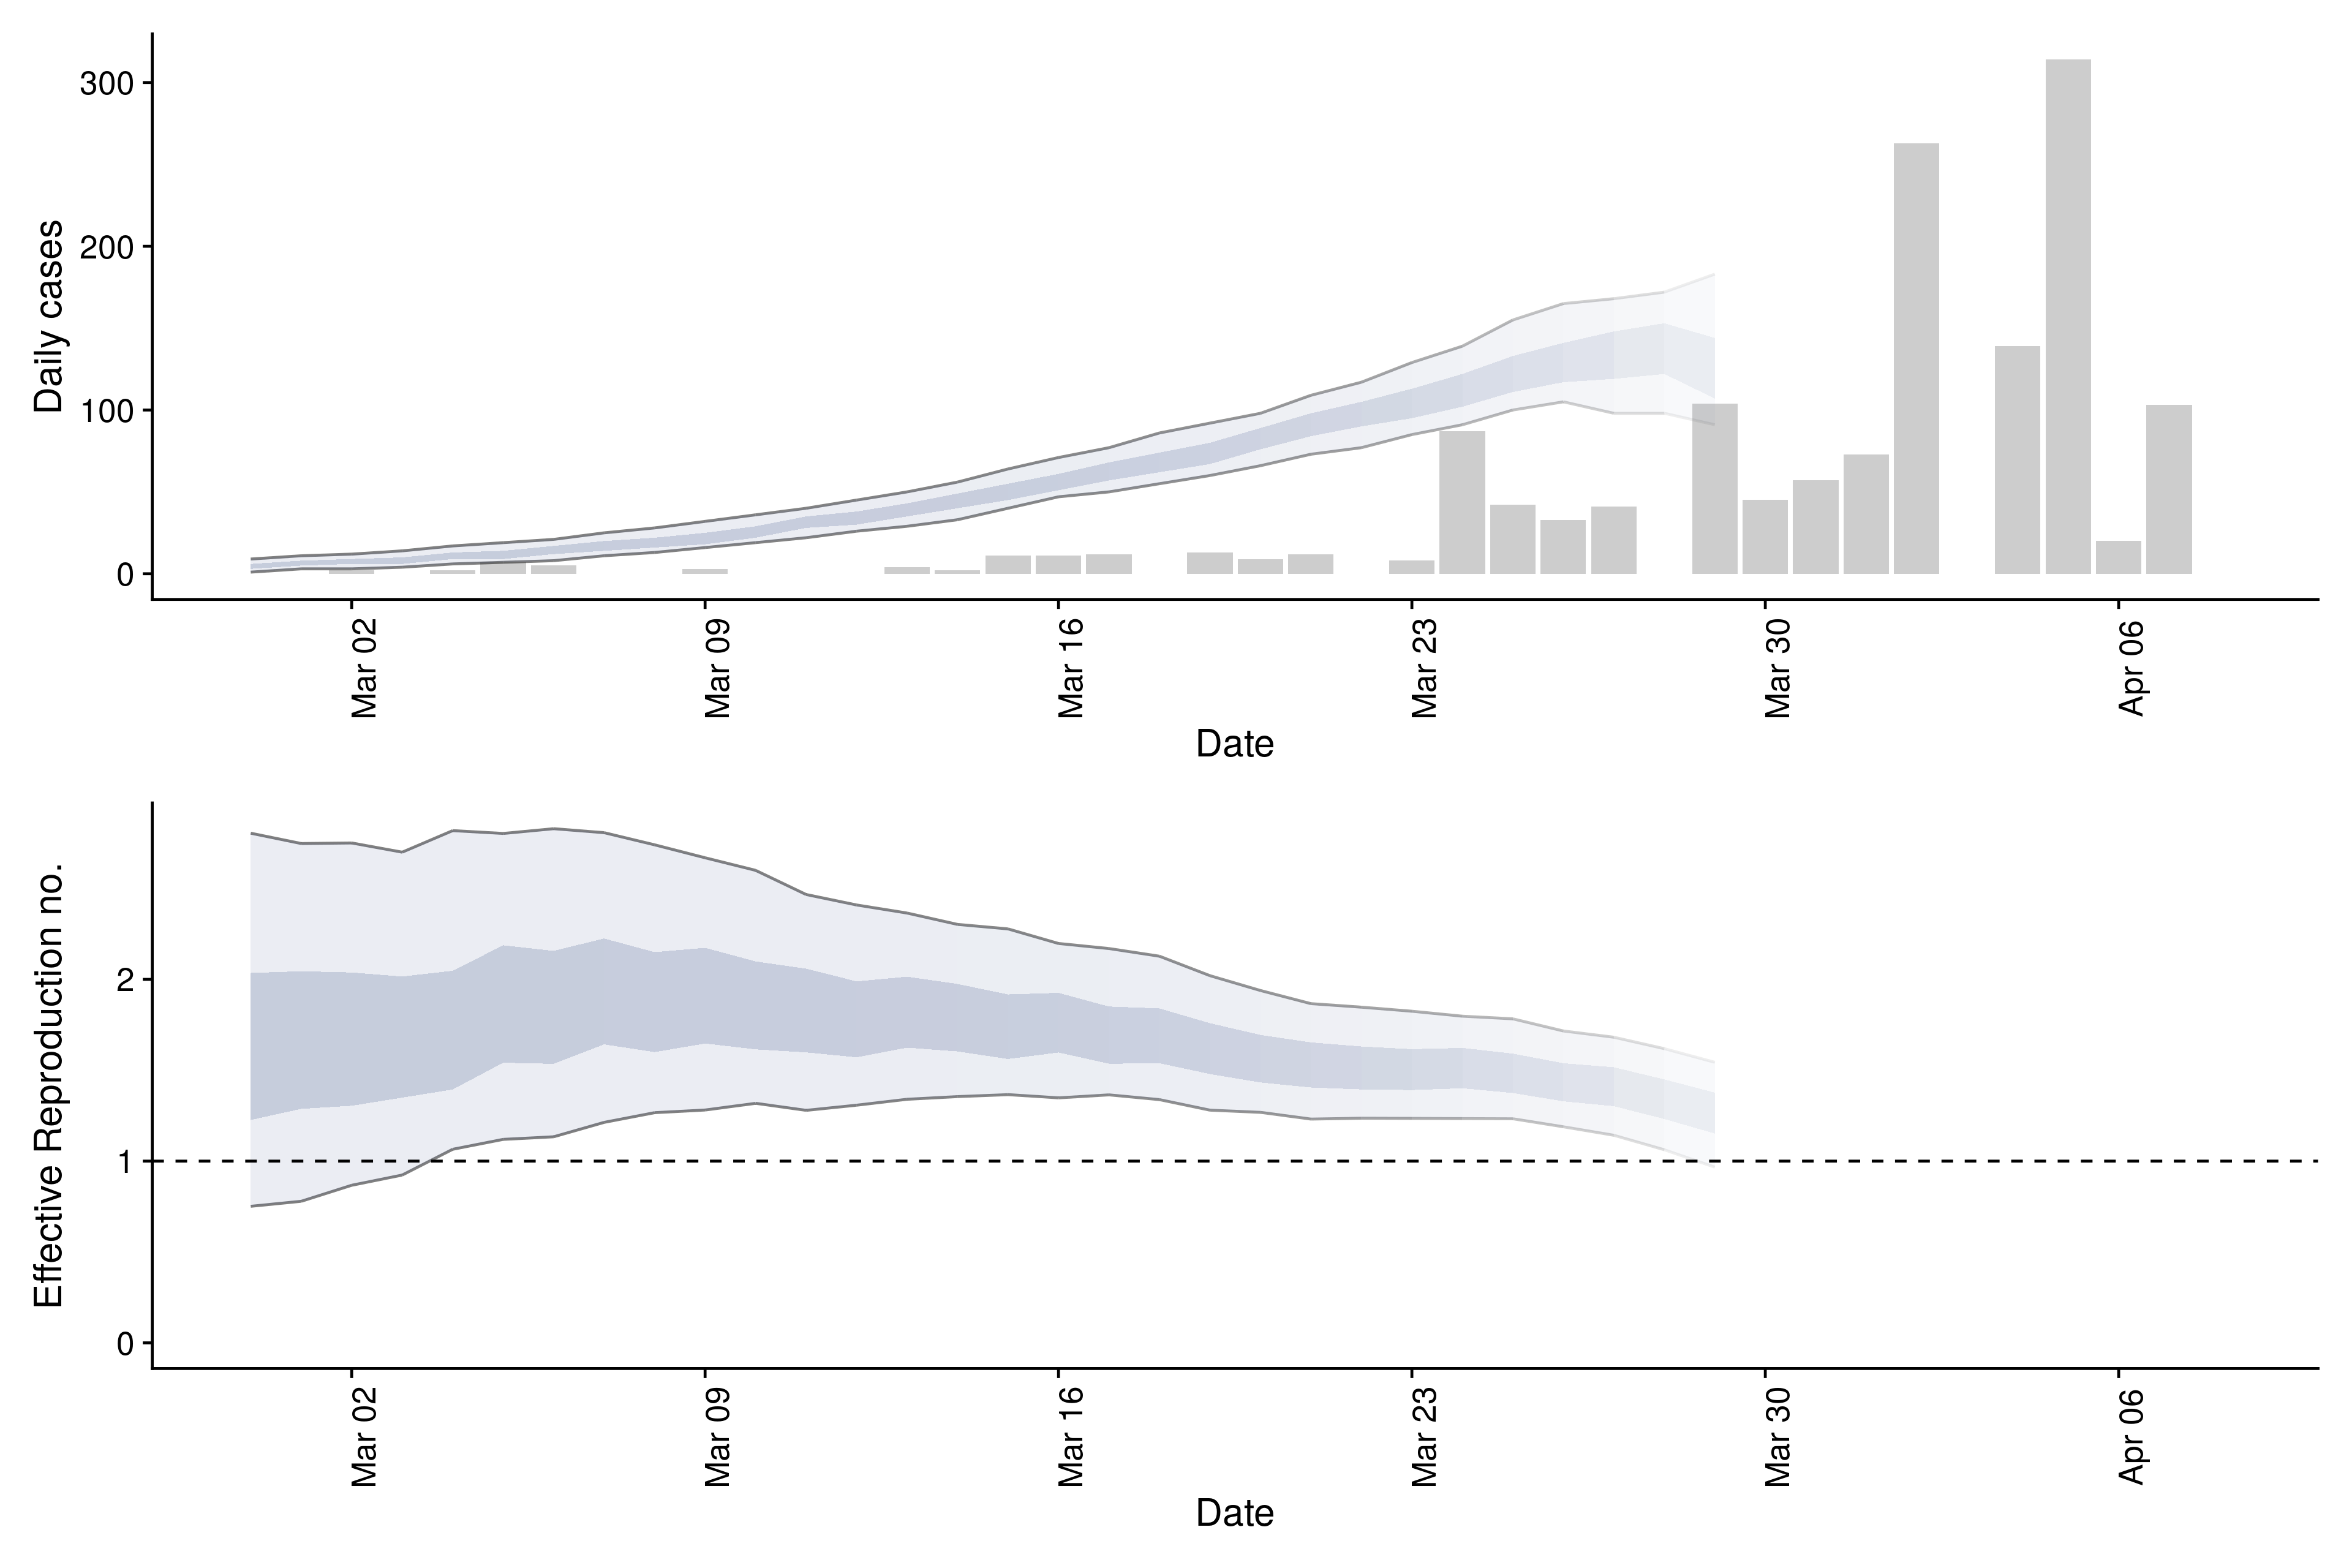 Daily cases
300
200
100
0
Mar 02
Mar 09
Mar 16
Mar 23
Mar 30
Apr 06
Date
Effective Reproduction no.
2
1
0
Mar 02
Mar 09
Mar 16
Mar 23
Mar 30
Apr 06
Date